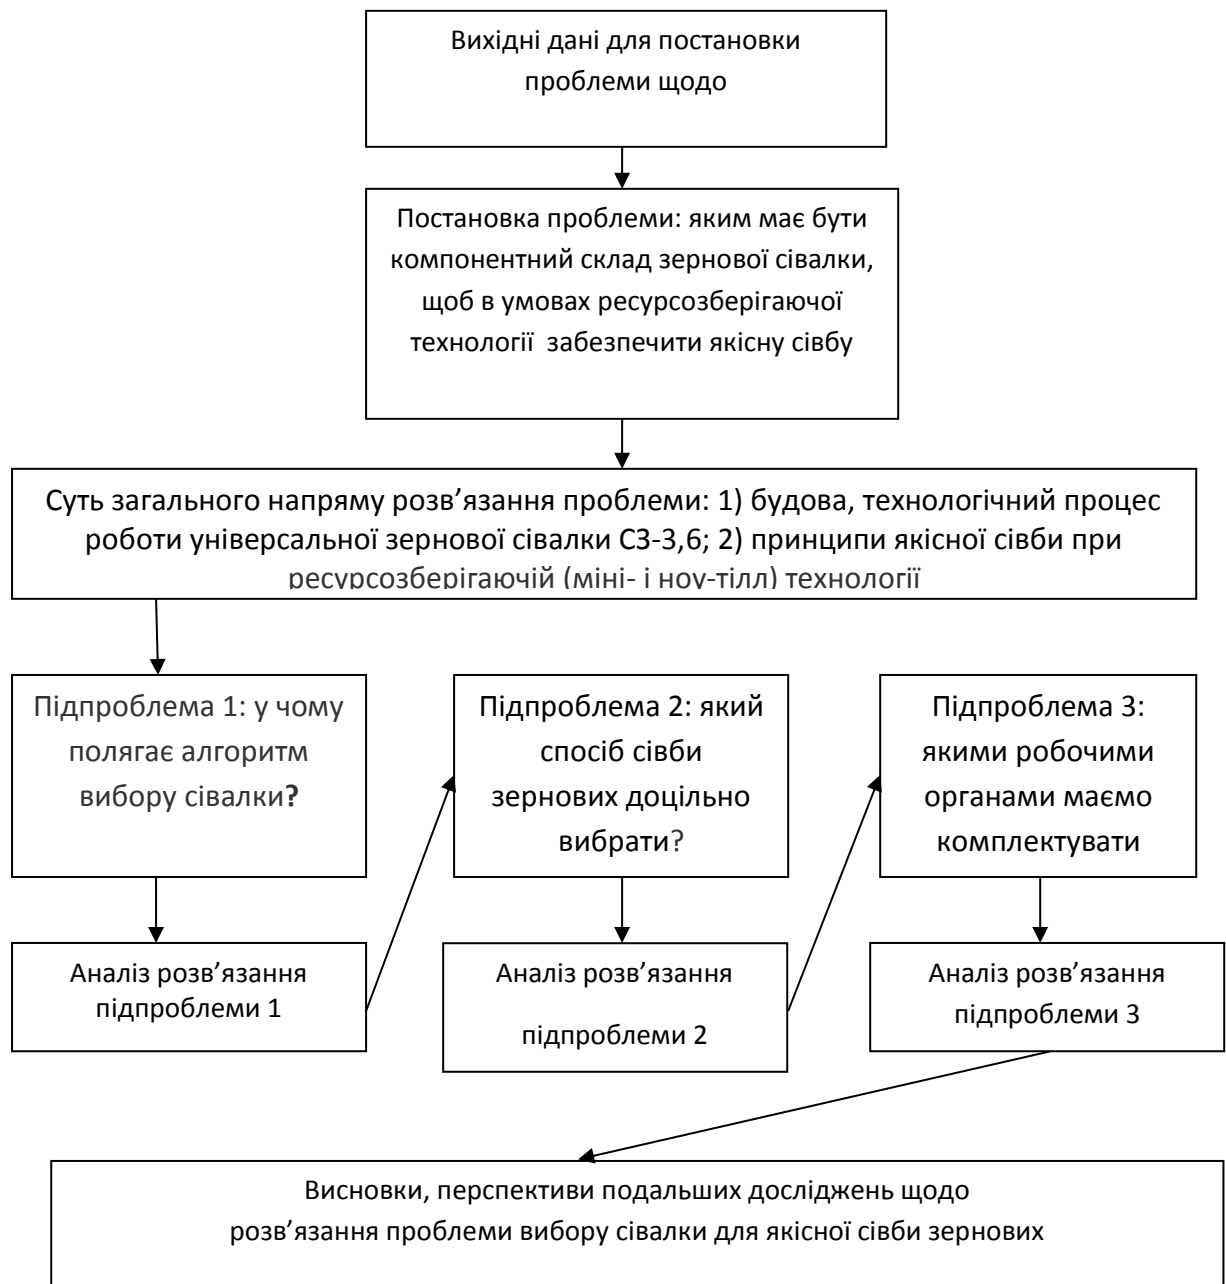 Вихідні дані для постановки
проблеми щодо
Постановка проблеми: яким має бути
компонентний склад зернової сівалки,
щоб в умовах ресурсозберігаючої
технології забезпечити якісну сівбу
Суть загального напряму розв’язання проблеми: 1) будова, технологічний процес
роботи універсальної зернової сівалки СЗ-3,6; 2) принципи якісної сівби при
ресурсозберігаючій (міні- і ноу-тілл) технології
Підпроблема 1: у чому
полягає алгоритм
вибору сівалки?
Підпроблема 2: який
спосіб сівби
зернових доцільно
вибрати?
Підпроблема 3:
якими робочими
органами маємо
комплектувати
Аналіз розв’язання
підпроблеми 1
Аналіз розв’язання
підпроблеми 2
Аналіз розв’язання
підпроблеми 3
Висновки, перспективи подальших досліджень щодо
розв’язання проблеми вибору сівалки для якісної сівби зернових